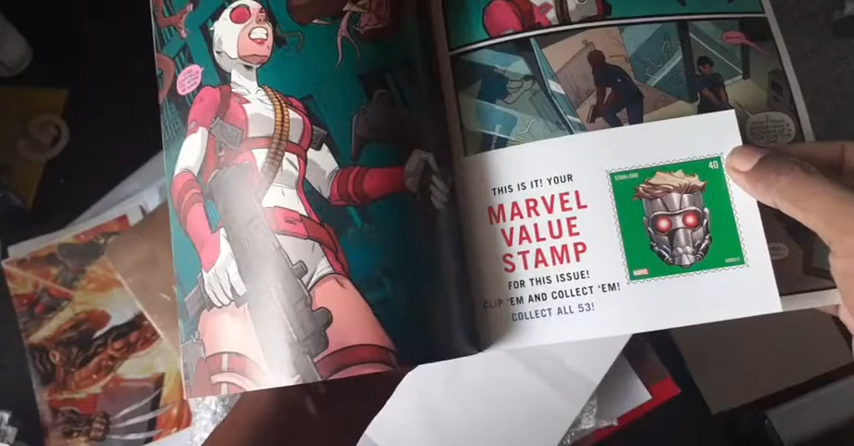 THIS IS IT! YOUR
MARVEL
VALUE
STAMP
FOR THIS ISSUE!
CLIP 'EM AND COLLECT 'EM!
COLLECT ALL 53!
STAR-LORD
40
MARVEL